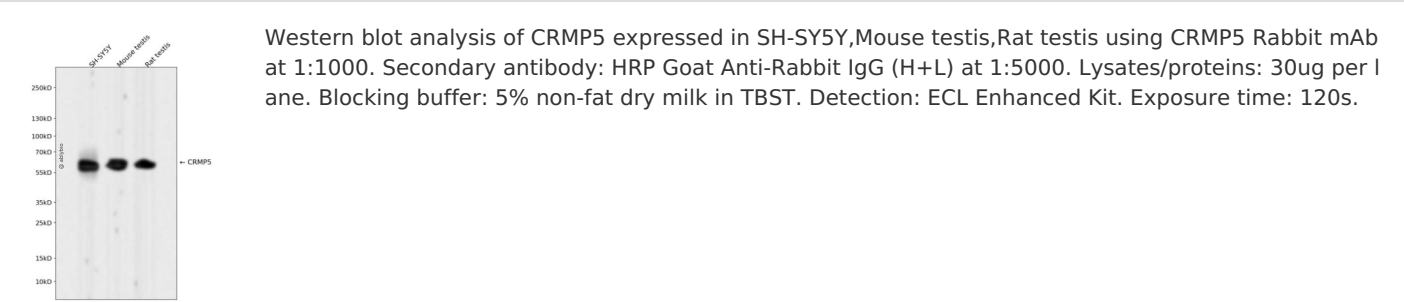 SH-SY5Y
Mouse testis
Rat testis
250kD
130kD
100kD
70kD
55kD
35kD
25kD
15kD
10kD
@ ablybio
← CRMP5
Western blot analysis of CRMP5 expressed in SH-SY5Y,Mouse testis,Rat testis using CRMP5 Rabbit mAb
at 1:1000. Secondary antibody: HRP Goat Anti-Rabbit IgG (H+L) at 1:5000. Lysates/proteins: 30ug per l
ane. Blocking buffer: 5% non-fat dry milk in TBST. Detection: ECL Enhanced Kit. Exposure time: 120s.